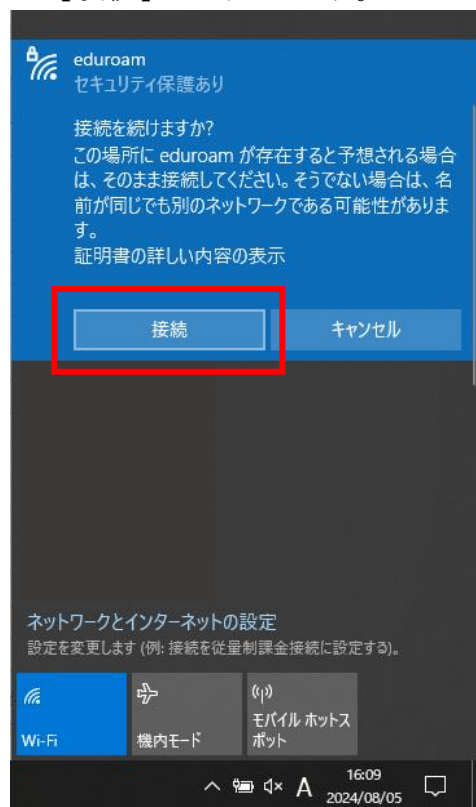 eduroam
セキュリティ保護あり
接続を続けますか?
この場所に eduroam が存在すると予想される場合
は、そのまま接続してください。そうでない場合は、名
前が同じでも別のネットワークである可能性がありま
す。
証明書の詳しい内容の表示
接続
キャンセル
ネットワークとインターネットの設定
設定を変更します (例: 接続を従量制課金接続に設定する)。
Wi-Fi
機内モード
モバイル ホットス
ポット
A
16:09
2024/08/05